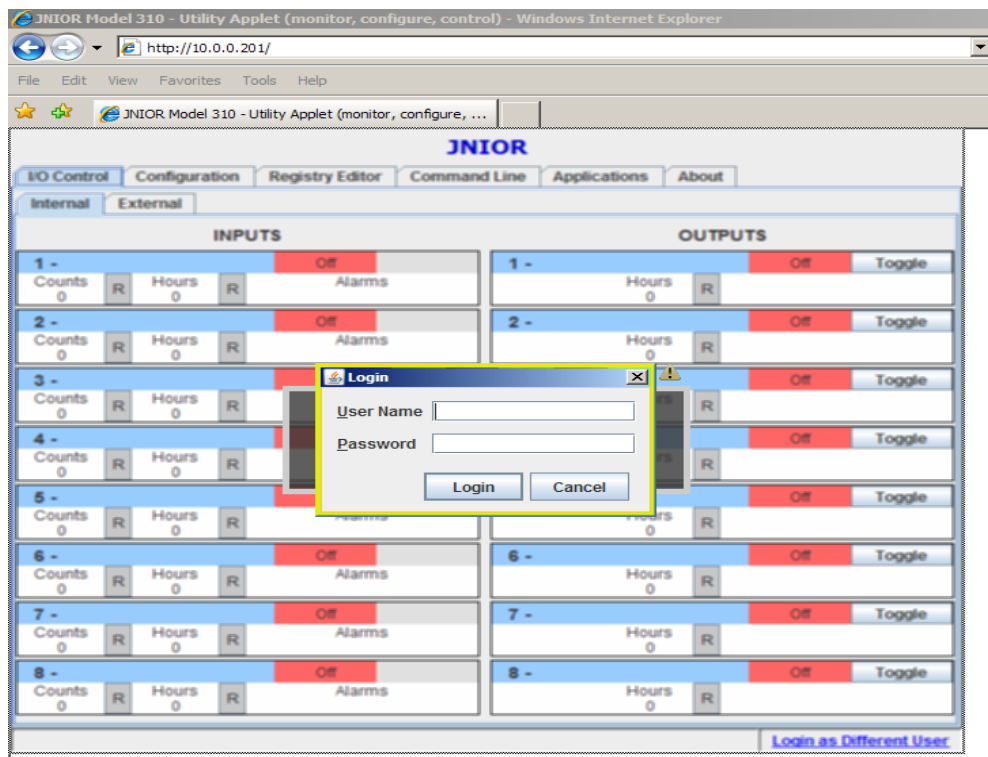 JNIOR Model 310 - Utility Applet (monitor, configure, control) - Windows Internet Explorer
http://10.0.0.201/
File Edit View Favorites Tools Help
JNIOR Model 310 - Utility Applet (monitor, configure, ...
JNIOR
I/O Control Configuration Registry Editor Command Line Applications About
Internal External
INPUTS OUTPUTS
1 - Off 1 - Off Toggle
Counts Hours Alarms Hours
0 R 0 R 0 R
2 - Off 2 - Off Toggle
Counts Hours Alarms Hours
0 R 0 R 0 R
3 - Off Toggle
Counts Hours
0 R 0 R R
4 - Off Toggle
Counts Hours
0 R 0 R R
5 - Off Toggle
Counts Hours Hours
0 R 0 R 0 R
6 - Off 6 - Off Toggle
Counts Hours Alarms Hours
0 R 0 R 0 R
7 - Off 7 - Off Toggle
Counts Hours Alarms Hours
0 R 0 R 0 R
8 - Off 8 - Off Toggle
Counts Hours Alarms Hours
0 R 0 R 0 R
Login
User Name
Password
Login Cancel
Login as Different User